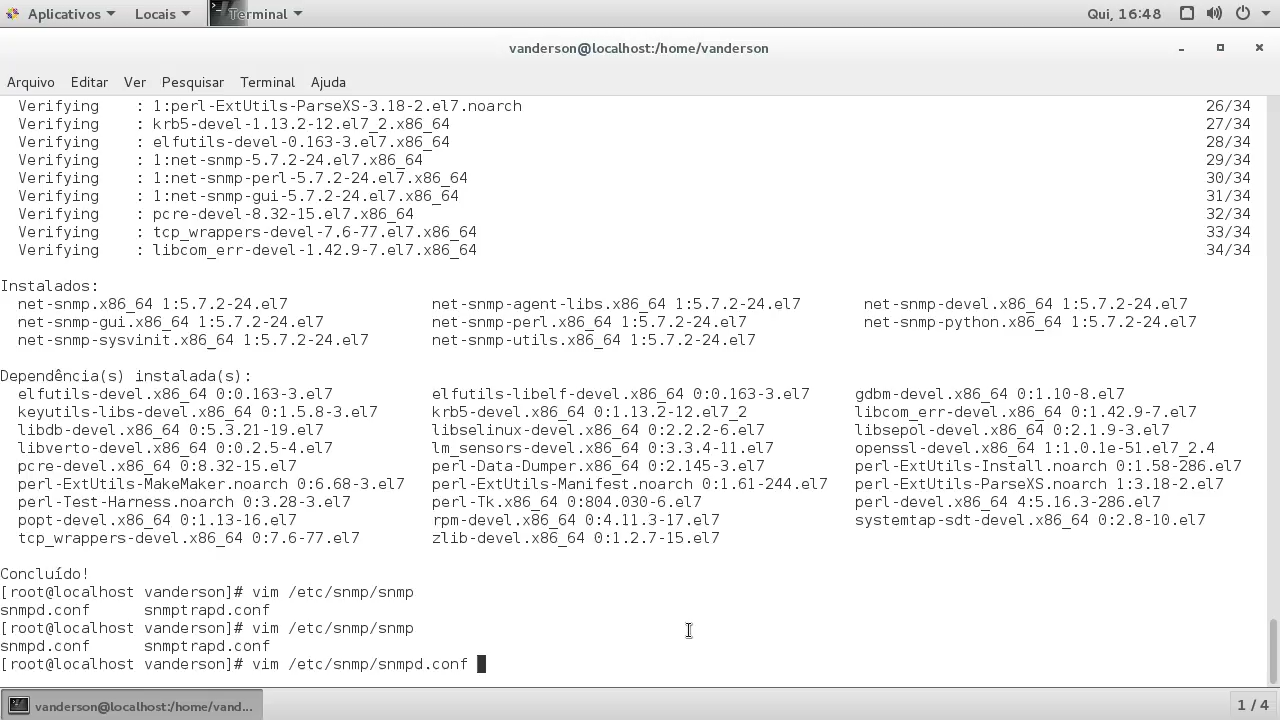 Aplicativos Locais Terminal Qui, 16:48
vanderson@localhost:/home/vanderson
Arquivo Editar Ver Pesquisar Terminal Ajuda
Verifying : 1:perl-ExtUtils-ParseXS-3.18-2.el7.noarch 26/34
Verifying : krb5-devel-1.13.2-12.el7_2.x86_64 27/34
Verifying : elfutils-devel-0.163-3.el7.x86_64 28/34
Verifying : 1:net-snmp-5.7.2-24.el7.x86_64 29/34
Verifying : 1:net-snmp-perl-5.7.2-24.el7.x86_64 30/34
Verifying : 1:net-snmp-gui-5.7.2-24.el7.x86_64 31/34
Verifying : pcre-devel-8.32-15.el7.x86_64 32/34
Verifying : tcp_wrappers-devel-7.6-77.el7.x86_64 33/34
Verifying : libcom_err-devel-1.42.9-7.el7.x86_64 34/34
Instalados:
net-snmp.x86_64 1:5.7.2-24.el7 net-snmp-agent-libs.x86_64 1:5.7.2-24.el7 net-snmp-devel.x86_64 1:5.7.2-24.el7
net-snmp-gui.x86_64 1:5.7.2-24.el7 net-snmp-perl.x86_64 1:5.7.2-24.el7 net-snmp-python.x86_64 1:5.7.2-24.el7
net-snmp-sysvinit.x86_64 1:5.7.2-24.el7 net-snmp-utils.x86_64 1:5.7.2-24.el7
Dependência(s) instalada(s):
elfutils-devel.x86_64 0:0.163-3.el7 elfutils-libelf-devel.x86_64 0:0.163-3.el7 gdbm-devel.x86_64 0:1.10-8.el7
keyutils-libs-devel.x86_64 0:1.5.8-3.el7 krb5-devel.x86_64 0:1.13.2-12.el7_2 libcom_err-devel.x86_64 0:1.42.9-7.el7
libdb-devel.x86_64 0:5.3.21-19.el7 libselinux-devel.x86_64 0:2.2.2-6.el7 libsepol-devel.x86_64 0:2.1.9-3.el7
libverto-devel.x86_64 0:0.2.5-4.el7 lm_sensors-devel.x86_64 0:3.3.4-11.el7 openssl-devel.x86_64 1:1.0.1e-51.el7_2.4
pcre-devel.x86_64 0:8.32-15.el7 perl-Data-Dumper.x86_64 0:2.145-3.el7 perl-ExtUtils-Install.noarch 0:1.58-286.el7
perl-ExtUtils-MakeMaker.noarch 0:6.68-3.el7 perl-ExtUtils-Manifest.noarch 0:1.61-244.el7 perl-ExtUtils-ParseXS.noarch 1:3.18-2.el7
perl-Test-Harness.noarch 0:3.28-3.el7 perl-Tk.x86_64 0:804.030-6.el7 perl-devel.x86_64 4:5.16.3-286.el7
popt-devel.x86_64 0:1.13-16.el7 rpm-devel.x86_64 0:4.11.3-17.el7 systemtap-sdt-devel.x86_64 0:2.8-10.el7
tcp_wrappers-devel.x86_64 0:7.6-77.el7 zlib-devel.x86_64 0:1.2.7-15.el7
Concluído!
[root@localhost vanderson]# vim /etc/snmp/snmp
snmpd.conf snmptrapd.conf
[root@localhost vanderson]# vim /etc/snmp/snmp
snmpd.conf snmptrapd.conf
[root@localhost vanderson]# vim /etc/snmp/snmpd.conf
vanderson@localhost:/home/vand... 1 / 4